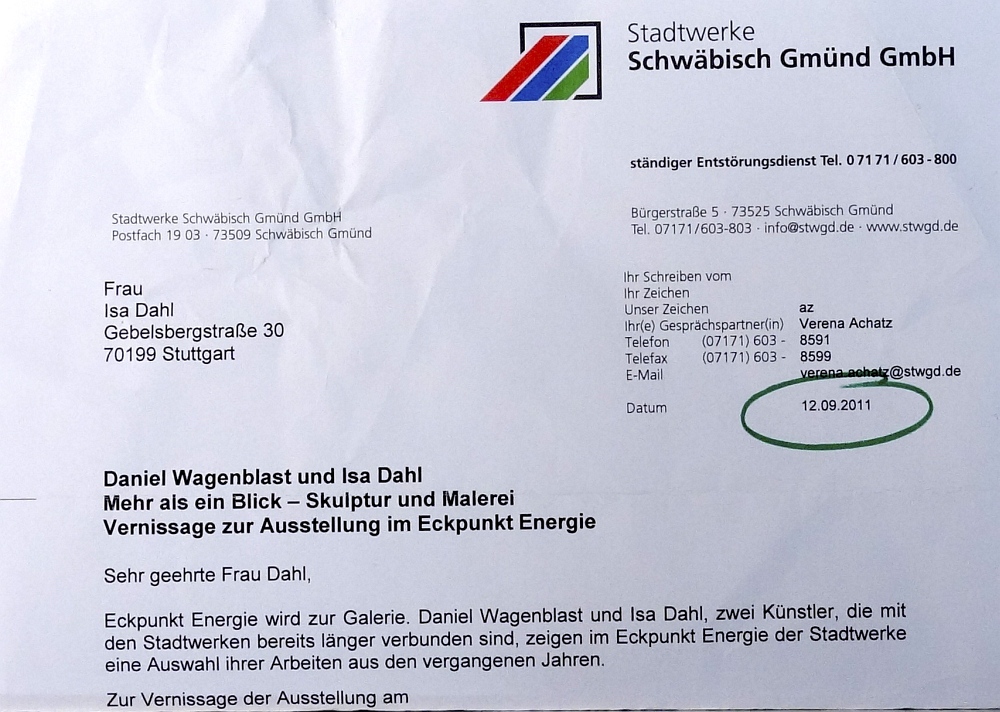 Stadtwerke
Schwäbisch Gmünd GmbH
ständiger Entstörungsdienst Tel. 0 71 71 / 603 - 800
Stadtwerke Schwäbisch Gmünd GmbH
Postfach 19 03 · 73509 Schwäbisch Gmünd
Bürgerstraße 5 · 73525 Schwäbisch Gmünd
Tel. 07171/603-803 · info@stwgd.de · www.stwgd.de
Frau
Isa Dahl
Gebelsbergstraße 30
70199 Stuttgart
Ihr Schreiben vom
Ihr Zeichen
Unser Zeichen az
Ihr(e) Gesprächspartner(in) Verena Achatz
Telefon (07171) 603 - 8591
Telefax (07171) 603 - 8599
E-Mail verena.achatz@stwgd.de
Datum 12.09.2011
Daniel Wagenblast und Isa Dahl
Mehr als ein Blick – Skulptur und Malerei
Vernissage zur Ausstellung im Eckpunkt Energie
Sehr geehrte Frau Dahl,
Eckpunkt Energie wird zur Galerie. Daniel Wagenblast und Isa Dahl, zwei Künstler, die mit
den Stadtwerken bereits länger verbunden sind, zeigen im Eckpunkt Energie der Stadtwerke
eine Auswahl ihrer Arbeiten aus den vergangenen Jahren.
Zur Vernissage der Ausstellung am